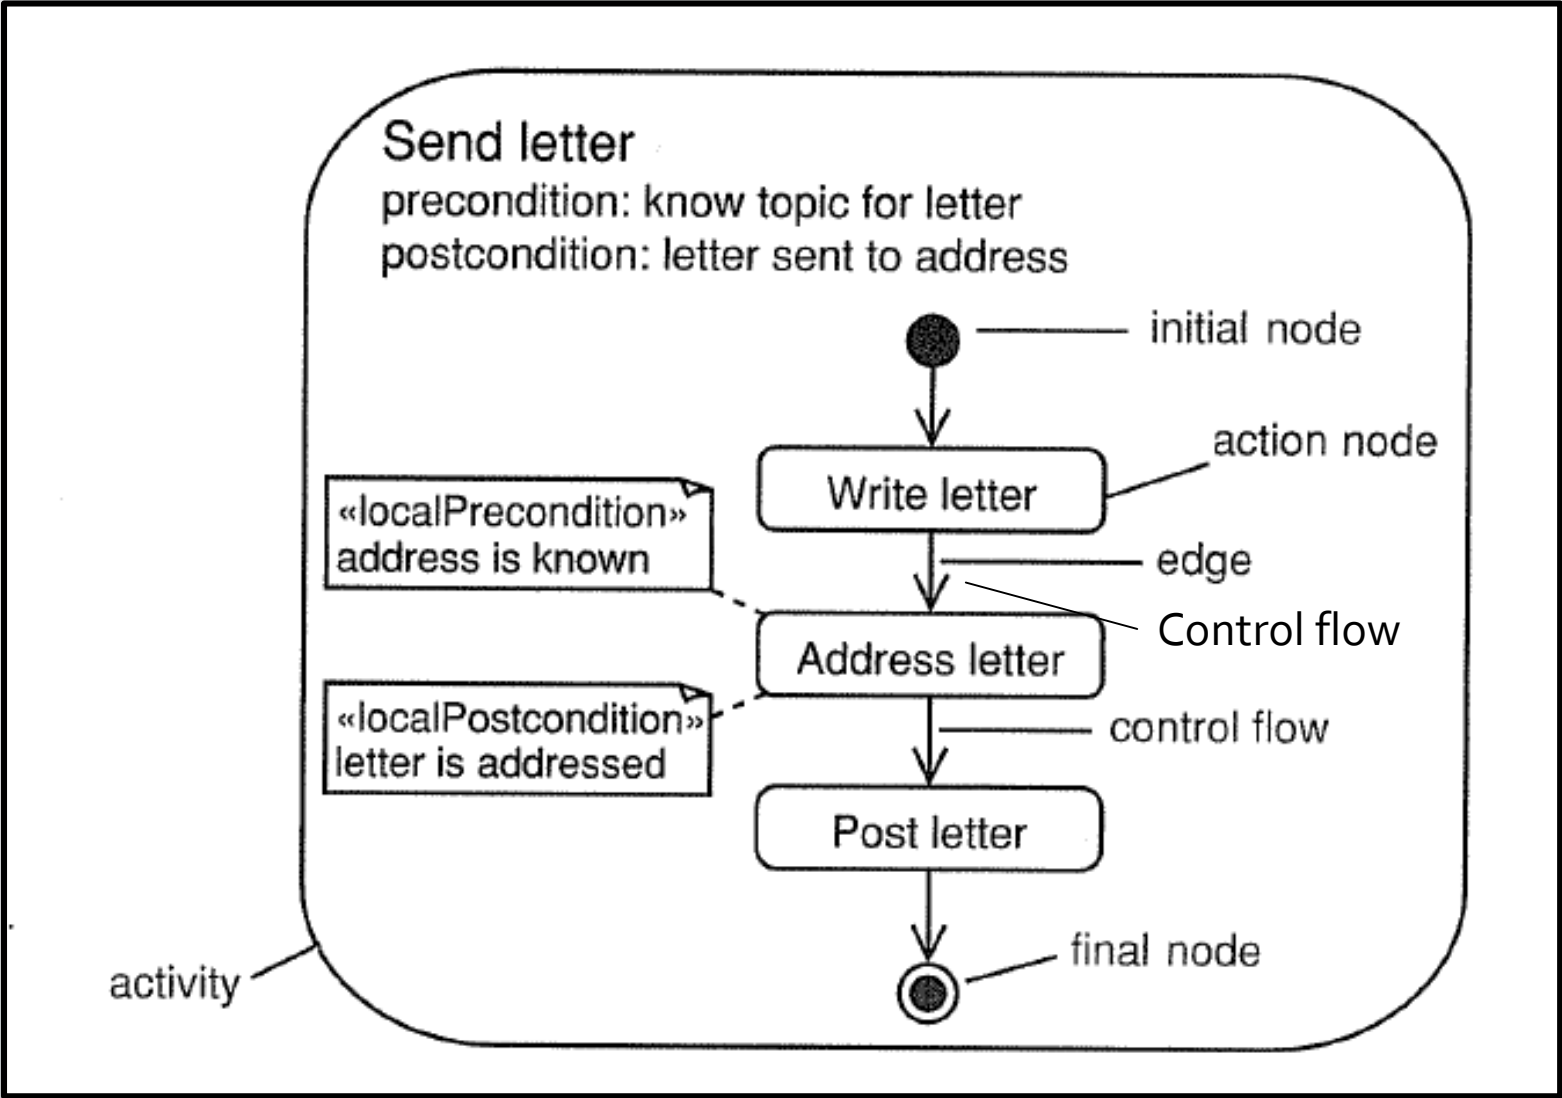 Send letter
precondition: know topic for letter
postcondition: letter sent to address
initial node
action node
Write letter
«localPrecondition»
address is known
edge
Control flow
Address letter
«localPostcondition»
letter is addressed
control flow
Post letter
final node
activity